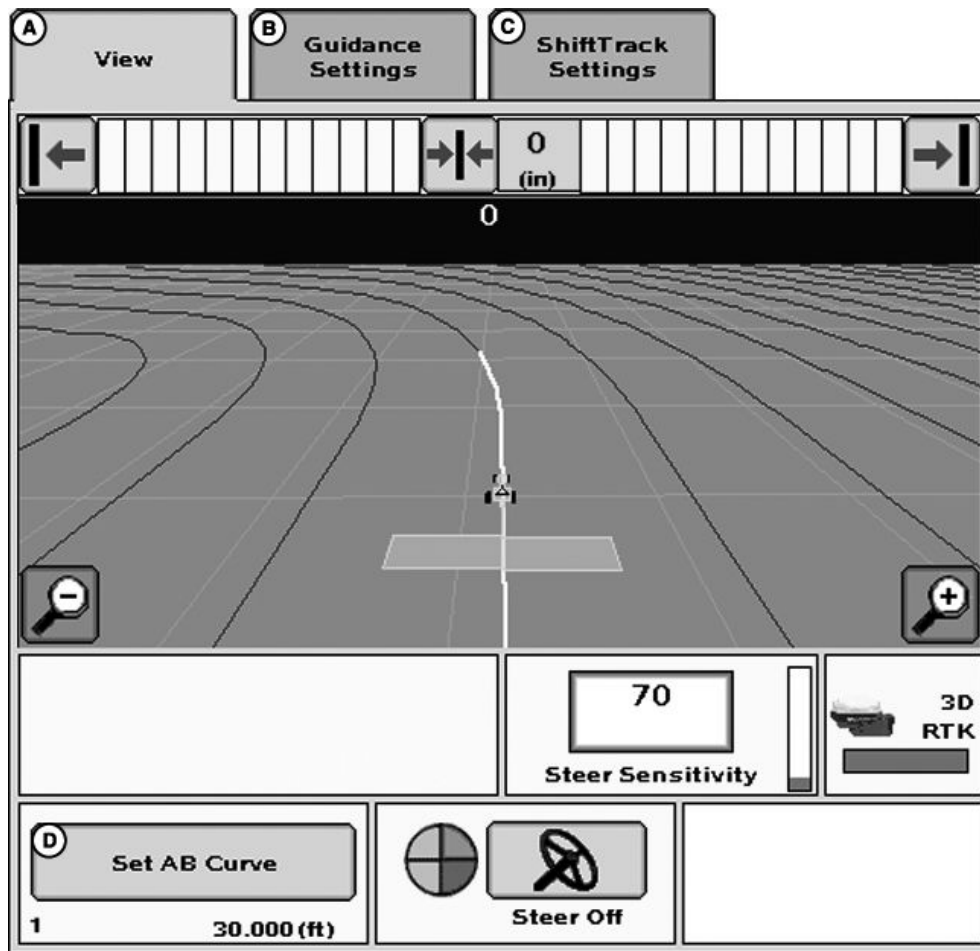 A
View
B
Guidance
Settings
C
ShiftTrack
Settings
0
(in)
0
70
Steer Sensitivity
3D
RTK
D
Set AB Curve
1
30.000 (ft)
Steer Off